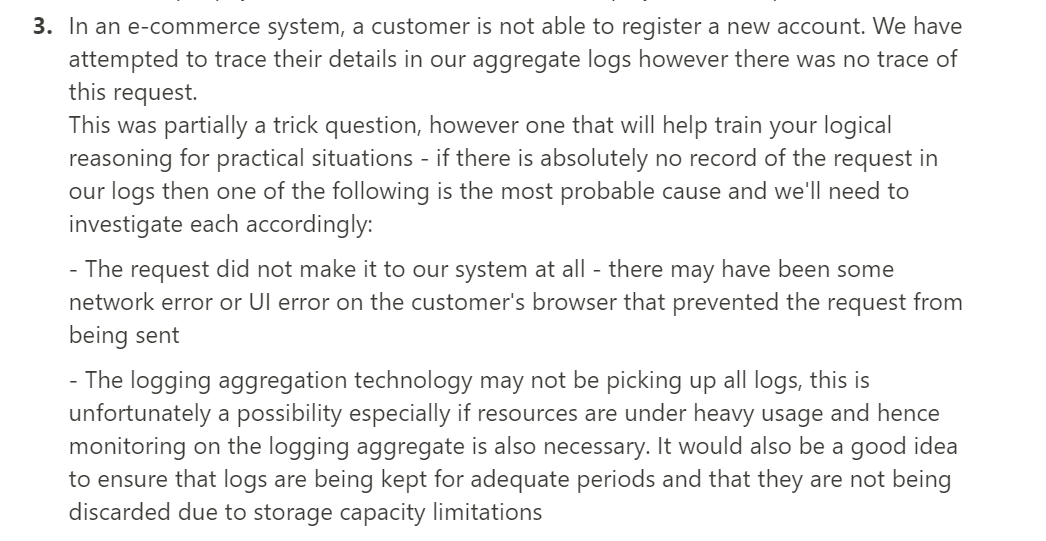 3. In an e-commerce system, a customer is not able to register a new account. We have
attempted to trace their details in our aggregate logs however there was no trace of
this request.
This was partially a trick question, however one that will help train your logical
reasoning for practical situations - if there is absolutely no record of the request in
our logs then one of the following is the most probable cause and we'll need to
investigate each accordingly:
- The request did not make it to our system at all - there may have been some
network error or UI error on the customer's browser that prevented the request from
being sent
- The logging aggregation technology may not be picking up all logs, this is
unfortunately a possibility especially if resources are under heavy usage and hence
monitoring on the logging aggregate is also necessary. It would also be a good idea
to ensure that logs are being kept for adequate periods and that they are not being
discarded due to storage capacity limitations